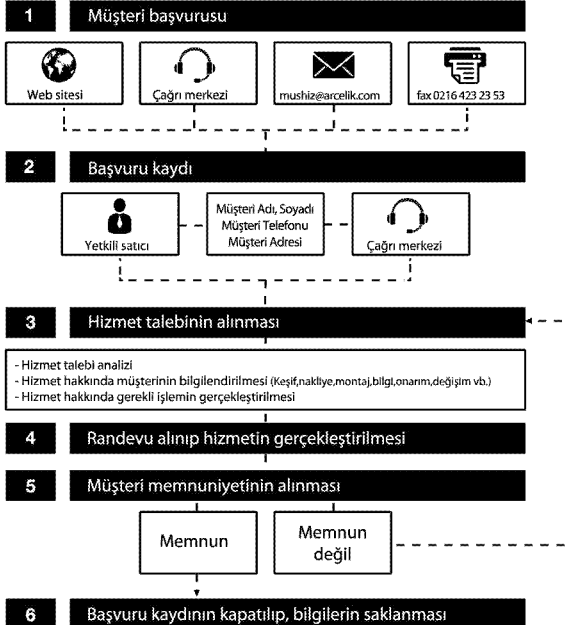 1 Müşteri başvurusu
Web sitesi
Çağrı merkezi
mushiz@arcelik.com
fax 0216 423 23 53
2 Başvuru kaydı
Yetkili satıcı
Müşteri Adı, Soyadı
Müşteri Telefonu
Müşteri Adresi
Çağrı merkezi
3 Hizmet talebinin alınması
- Hizmet talebi analizi
- Hizmet hakkında müşterinin bilgilendirilmesi (Keşif,nakliye,montaj,bilgi,onarım,değişim vb.)
- Hizmet hakkında gerekli işlemin gerçekleştirilmesi
4 Randevu alınıp hizmetin gerçekleştirilmesi
5 Müşteri memnuniyetinin alınması
Memnun
Memnun
değil
6 Başvuru kaydının kapatılıp, bilgilerin saklanması